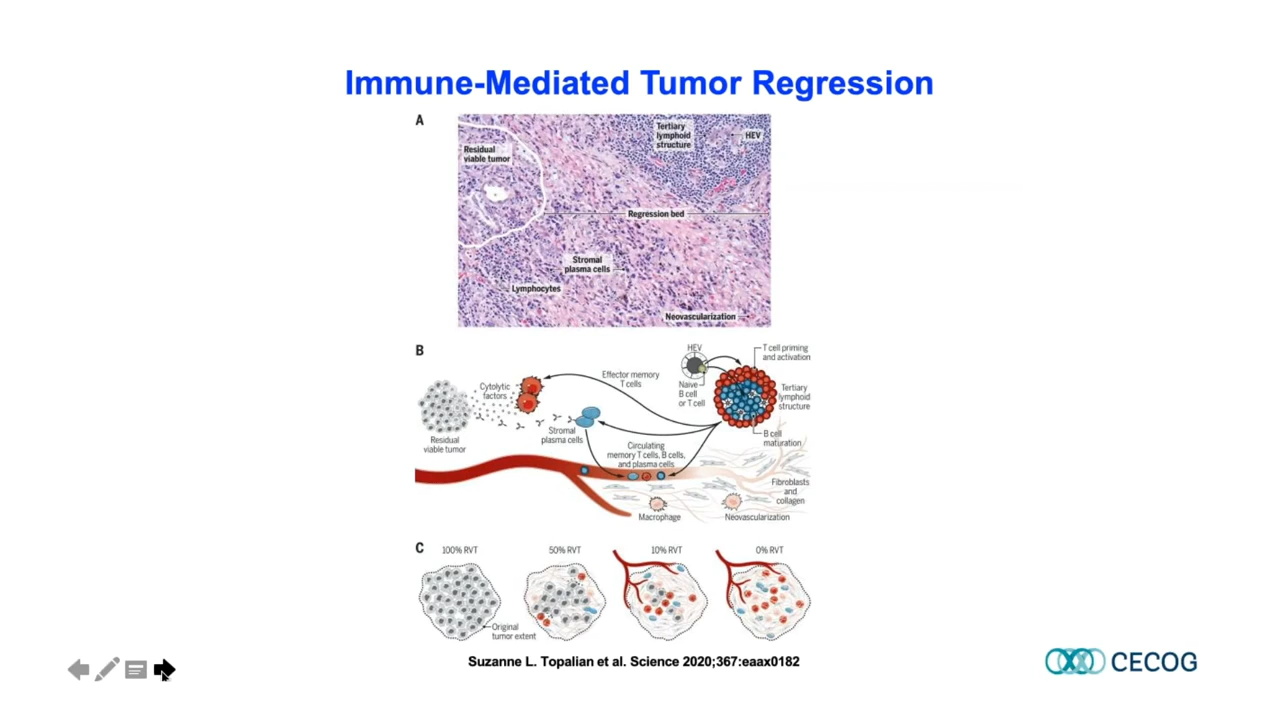 Immune-Mediated Tumor Regression
A
Tertiary
lymphoid
structure
HEV
Residual
viable tumor
Regression bed
Stromal
plasma cells
Lymphocytes
Neovascularization
B
HEV
T cell priming
and activation
Effector memory
T cells
Cytolytic
factors
Naive
B cell
or T cell
Tertiary
lymphoid
structure
Residual
viable tumor
Stromal
plasma cells
B cell
maturation
Circulating
memory T cells, B cells,
and plasma cells
Fibroblasts
and
collagen
Macrophage
Neovascularization
C
100% RVT
50% RVT
10% RVT
0% RVT
Original
tumor extent
Suzanne L. Topalian et al. Science 2020;367:eaax0182
CECOG